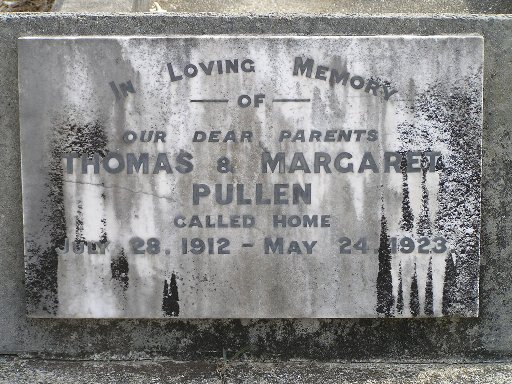 IN LOVING MEMORY
OF
OUR DEAR PARENTS
THOMAS & MARGARET
PULLEN
CALLED HOME
JULY 28. 1912 - MAY 24. 1923.